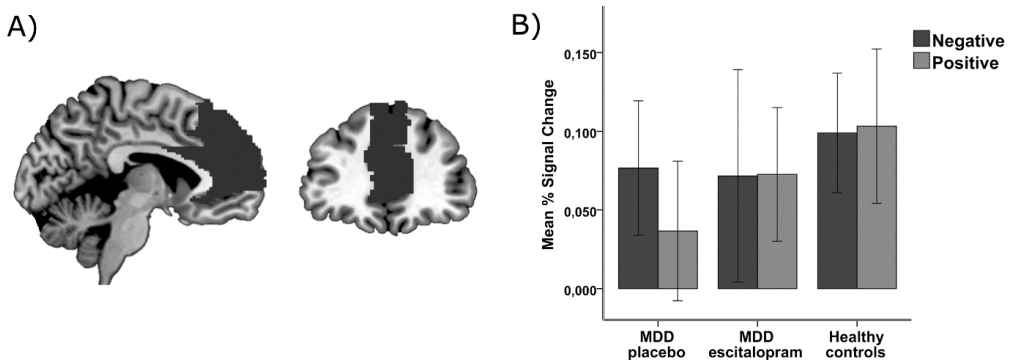 A)
B)
Negative
Positive
Mean % Signal Change
0,150
0,100
0,050
0,000
MDD placebo
MDD escitalopram
Healthy controls